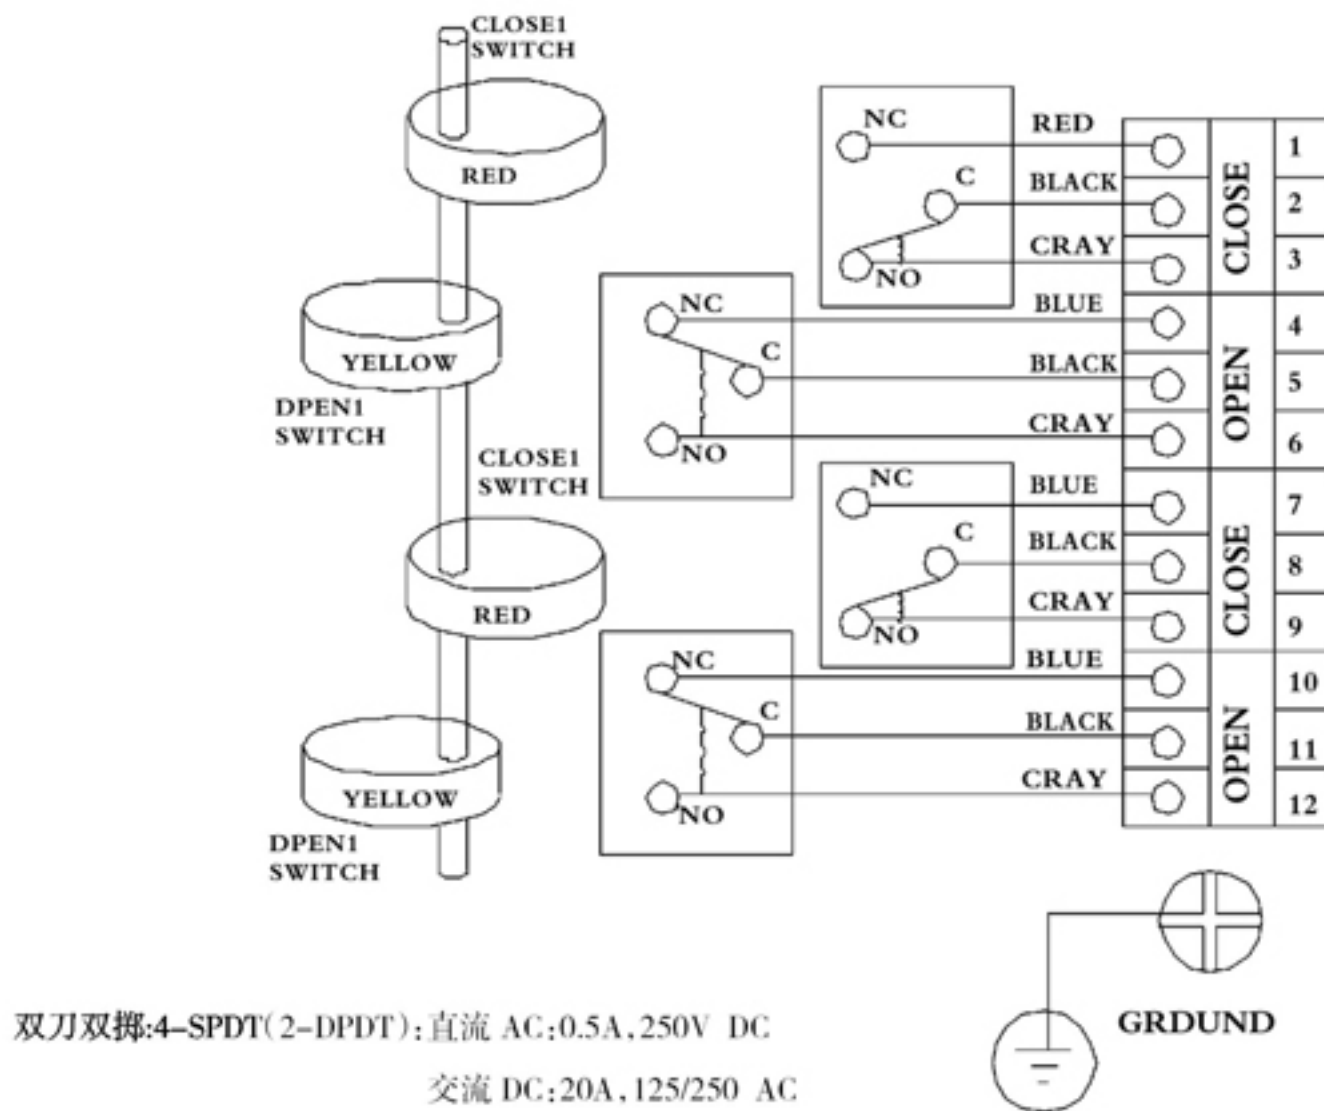 CLOSE1
SWITCH
RED
YELLOW
DPEN1
SWITCH
CLOSE1
SWITCH
RED
YELLOW
DPEN1
SWITCH
NC
C
NO
NC
C
NO
NC
C
NO
NC
C
NO
RED
BLACK
CRAY
BLUE
BLACK
CRAY
BLUE
BLACK
CRAY
BLUE
BLACK
CRAY
CLOSE
OPEN
CLOSE
OPEN
1
2
3
4
5
6
7
8
9
10
11
12
GRDUND
双刀双掷:4-SPDT(2-DPDT):直流 AC:0.5A,250V DC
交流 DC:20A,125/250 AC